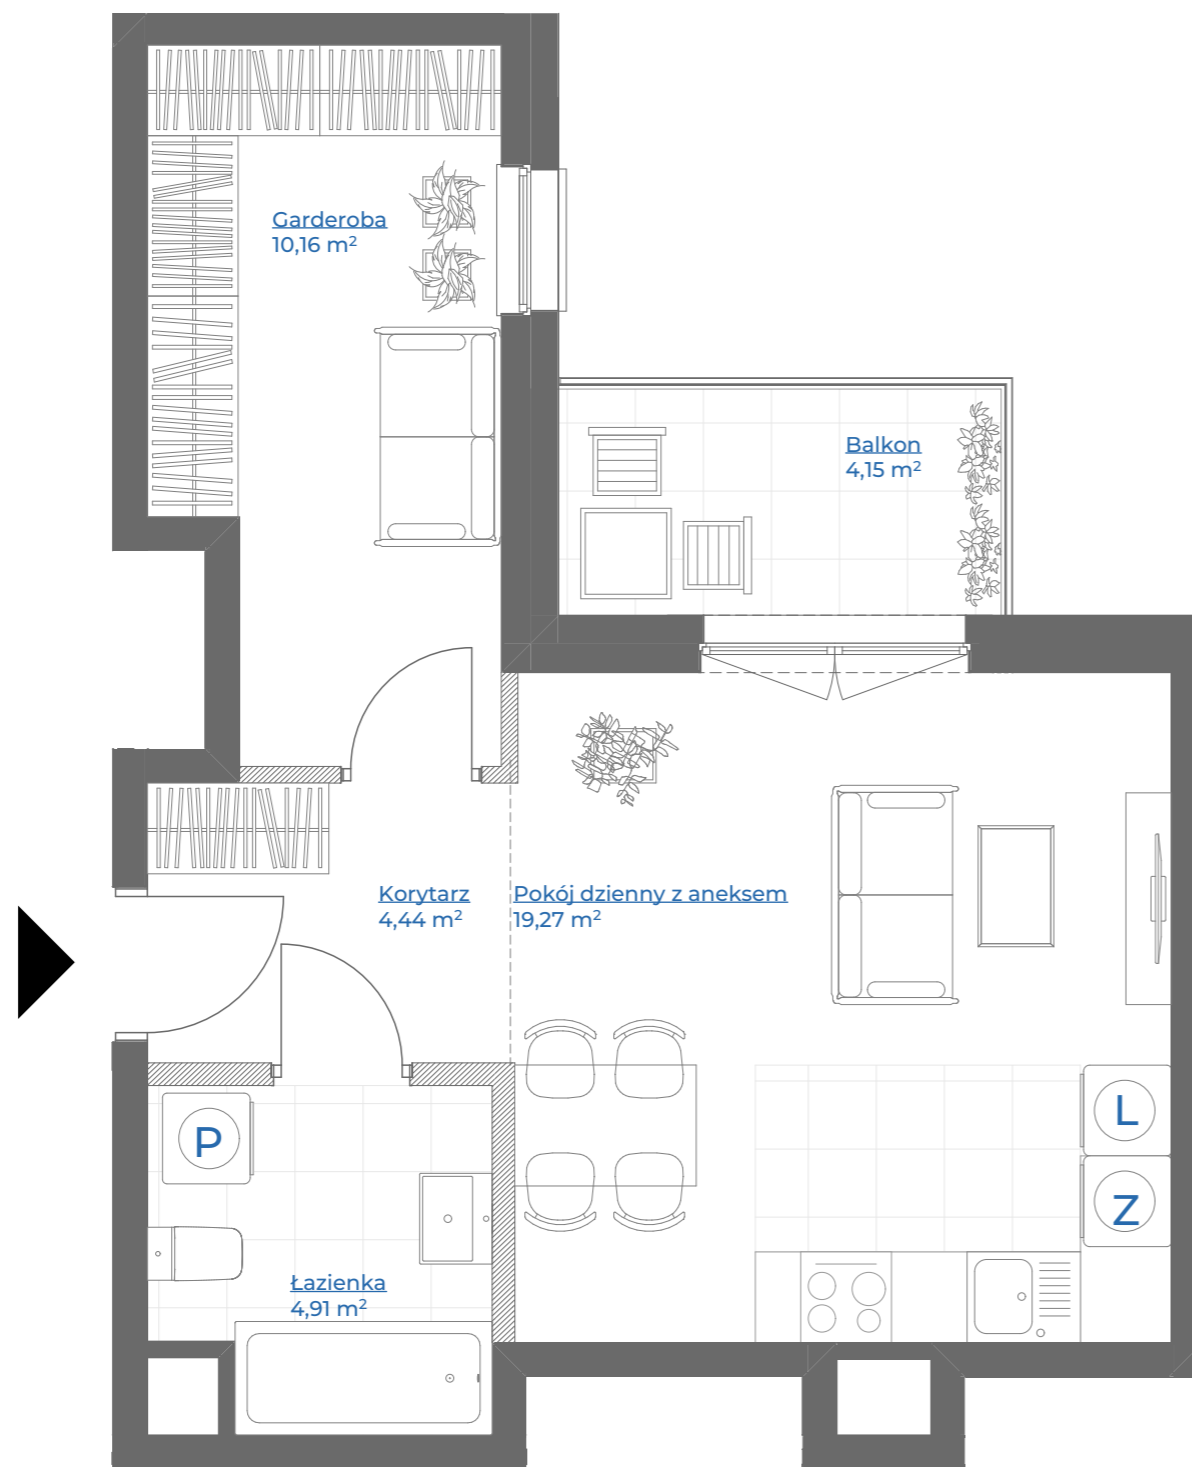 Garderoba
10,16 m²
Balkon
4,15 m²
Korytarz
4,44 m²
Pokój dzienny z aneksem
19,27 m²
L
P
Z
Łazienka
4,91 m²